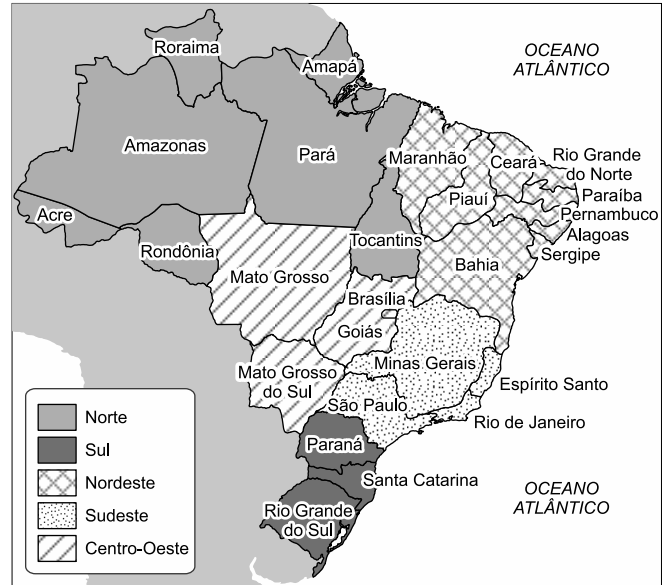 Roraima
Amapá
OCEANO
ATLÂNTICO
Amazonas
Pará
Maranhão
Ceará
Rio Grande
do Norte
Paraíba
Piauí
Pernambuco
Acre
Rondônia
Tocantins
Alagoas
Sergipe
Mato Grosso
Bahia
Brasília
Goiás
Mato Grosso
do Sul
Minas Gerais
Espírito Santo
São Paulo
Rio de Janeiro
Paraná
Santa Catarina
Rio Grande
do Sul
OCEANO
ATLÂNTICO
Norte
Sul
Nordeste
Sudeste
Centro-Oeste